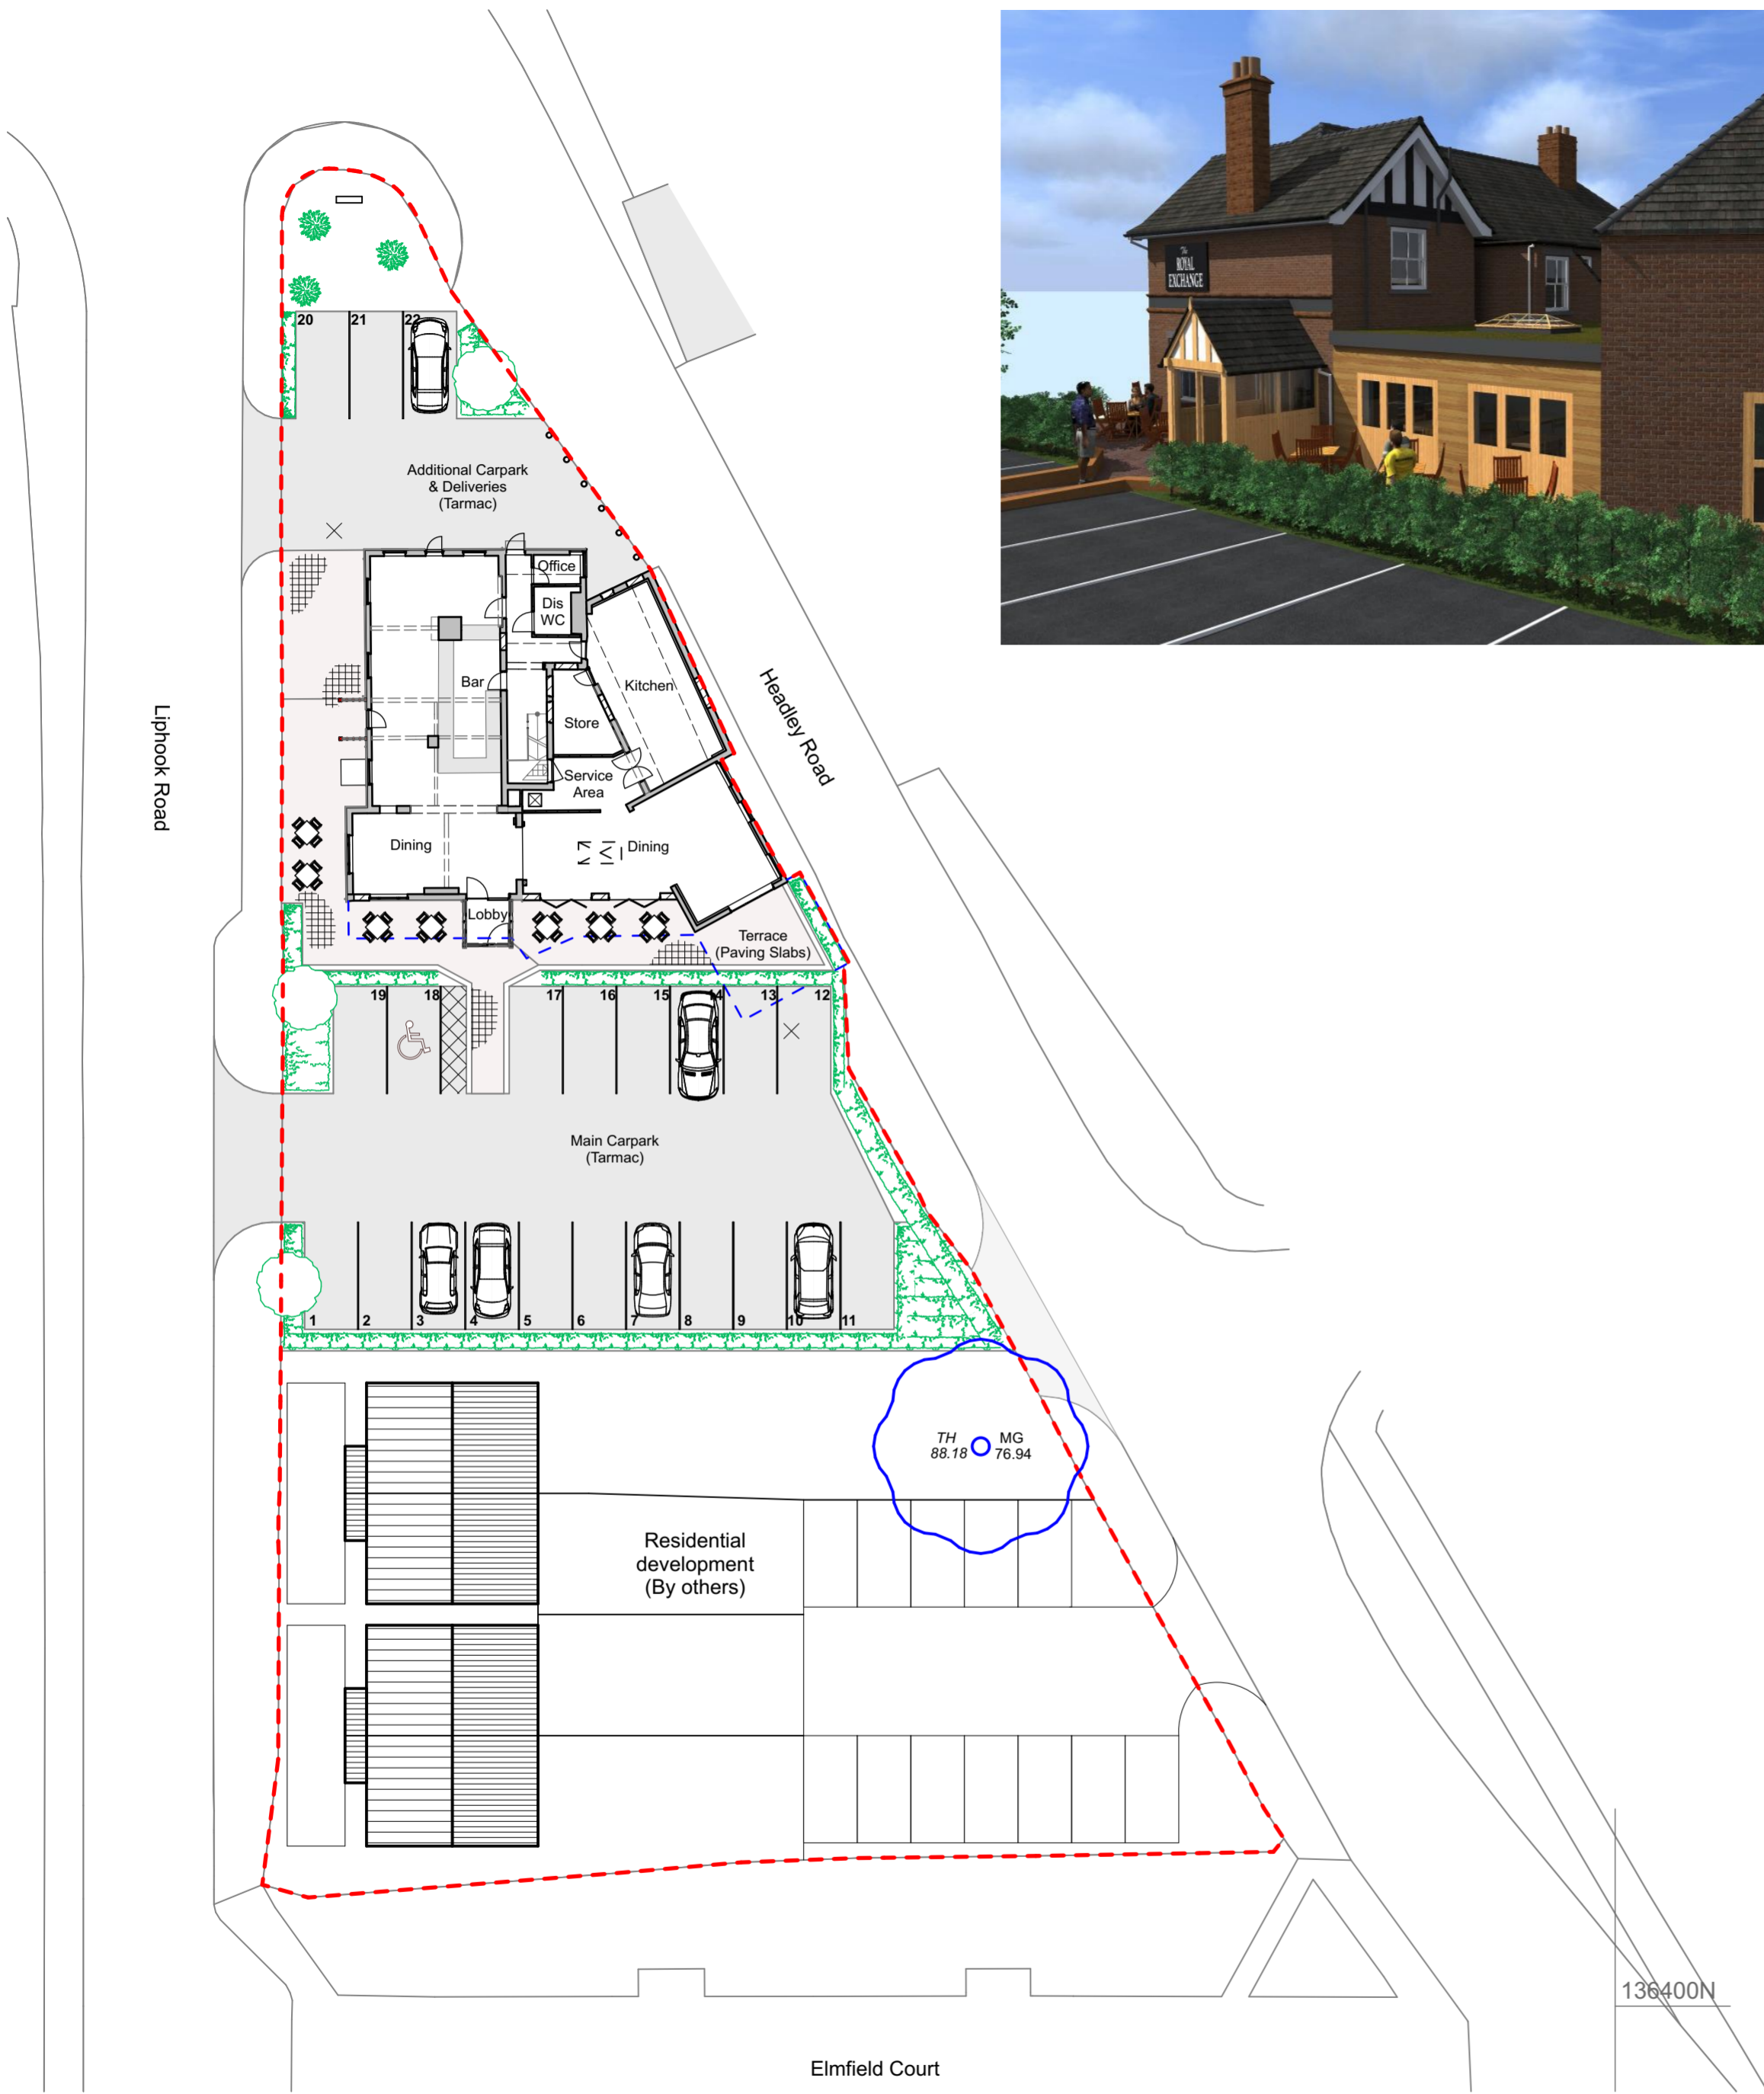 The
ROYAL
EXCHANGE
20
21
22
Additional Carpark
& Deliveries
(Tarmac)
Office
Dis
WC
Bar
Kitchen
Store
Service
Area
Headley Road
Liphook Road
Dining
Dining
Lobby
Terrace
(Paving Slabs)
19
18
17
16
15
14
13
12
Main Carpark
(Tarmac)
1
2
3
4
5
6
7
8
9
10
11
TH
88.18
MG
76.94
Residential
development
(By others)
136400N
Elmfield Court